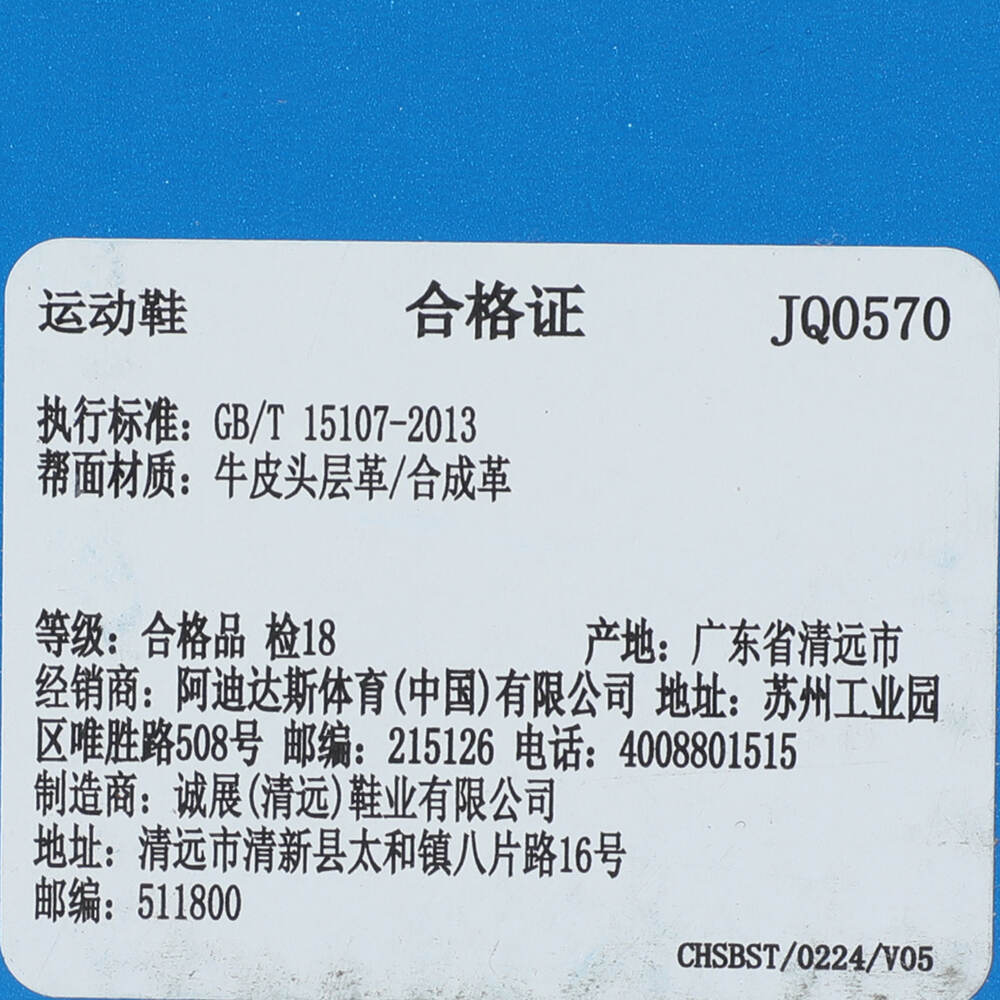 运动鞋 合格证 JQ0570
执行标准：GB/T 15107-2013
帮面材质：牛皮头层革/合成革
等级：合格品 检18 产地：广东省清远市
经销商：阿迪达斯体育(中国)有限公司 地址：苏州工业园
区唯胜路508号 邮编：215126 电话：4008801515
制造商：诚展(清远)鞋业有限公司
地址：清远市清新县太和镇八片路16号
邮编：511800
CHSBST/0224/V05